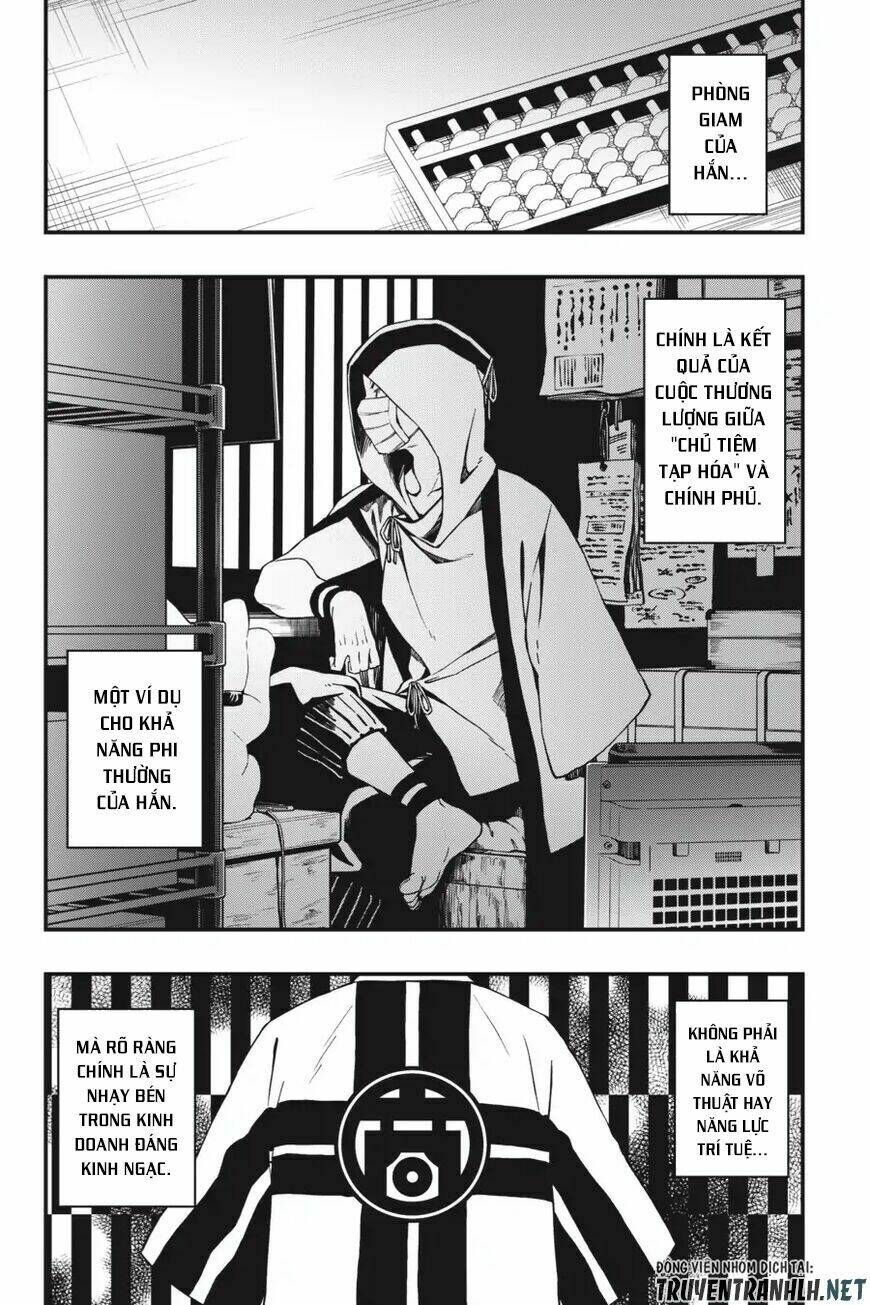 PHÒNG
GIAM
CỦA
HẮN...
CHÍNH LÀ KẾT
QUẢ CỦA
CUỘC THƯƠNG
LƯỢNG GIỮA
"CHỦ TIỆM
TẠP HÓA" VÀ
CHÍNH PHỦ.
MỘT VÍ DỤ
CHO KHẢ
NĂNG PHI
THƯỜNG
CỦA HẮN.
KHÔNG PHẢI
LÀ KHẢ
NĂNG VÕ
THUẬT HAY
NĂNG LỰC
TRÍ TUỆ...
MÀ RÕ RÀNG
CHÍNH LÀ SỰ
NHẠY BÉN
TRONG KINH
DOANH ĐÁNG
KINH NGẠC.
ĐỘNG VIÊN NHÓM DỊCH TẠI:
TRUYENTRANHLH.NET